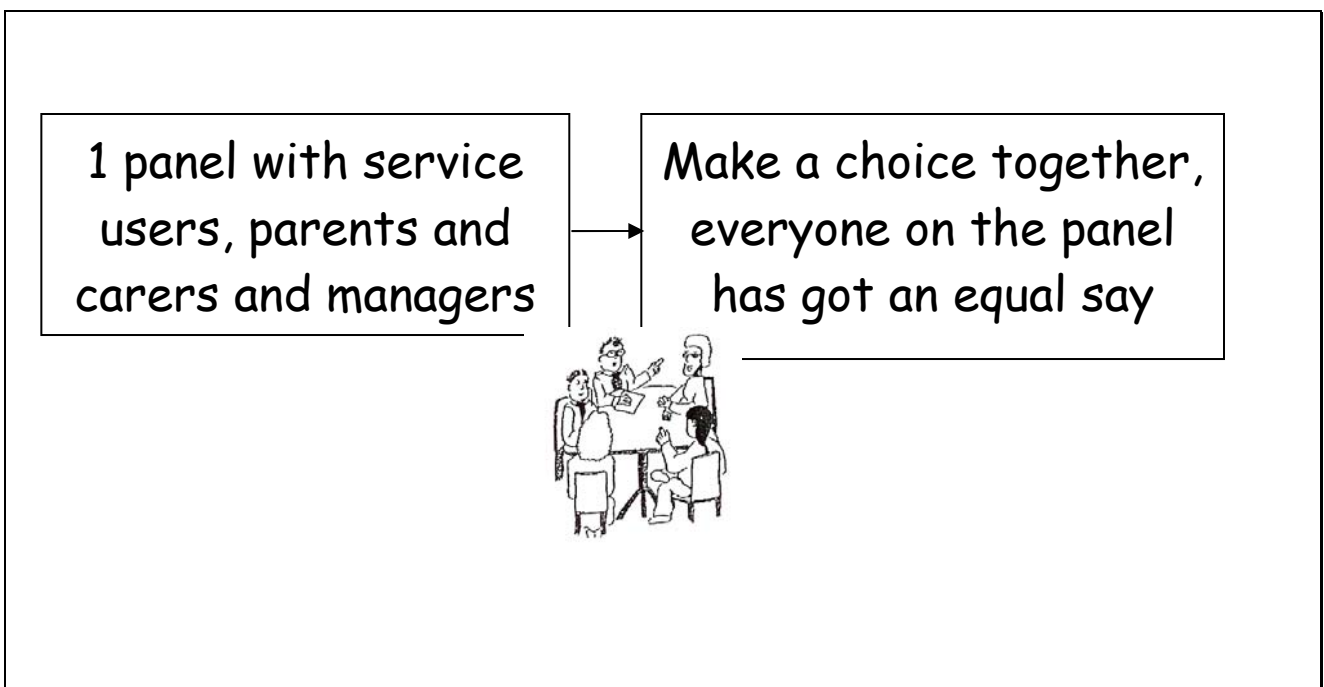 1 panel with service
users, parents and
carers and managers
Make a choice together,
everyone on the panel
has got an equal say